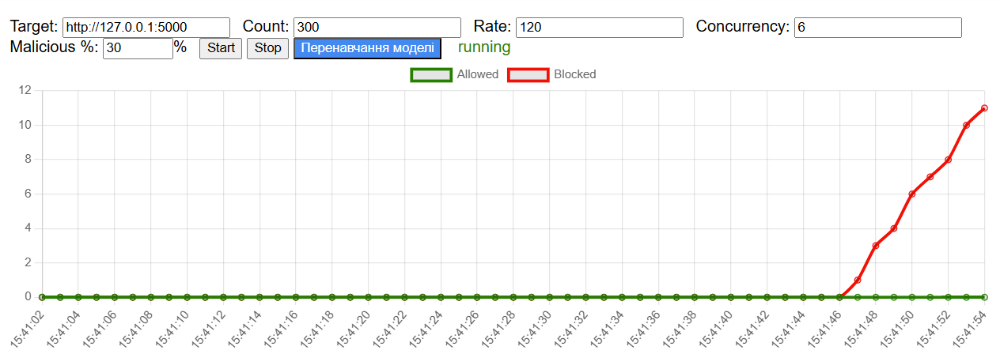 Target: http://127.0.0.1:5000 Count: 300 Rate: 120 Concurrency: 6
Malicious %: 30 % Start Stop Перенавчання моделі running
Allowed Blocked
12
10
8
6
4
2
0
15:41:02 15:41:04 15:41:06 15:41:08 15:41:10 15:41:12 15:41:14 15:41:16 15:41:18 15:41:20 15:41:22 15:41:24 15:41:26 15:41:28 15:41:30 15:41:32 15:41:34 15:41:36 15:41:38 15:41:40 15:41:42 15:41:44 15:41:46 15:41:48 15:41:50 15:41:52 15:41:54